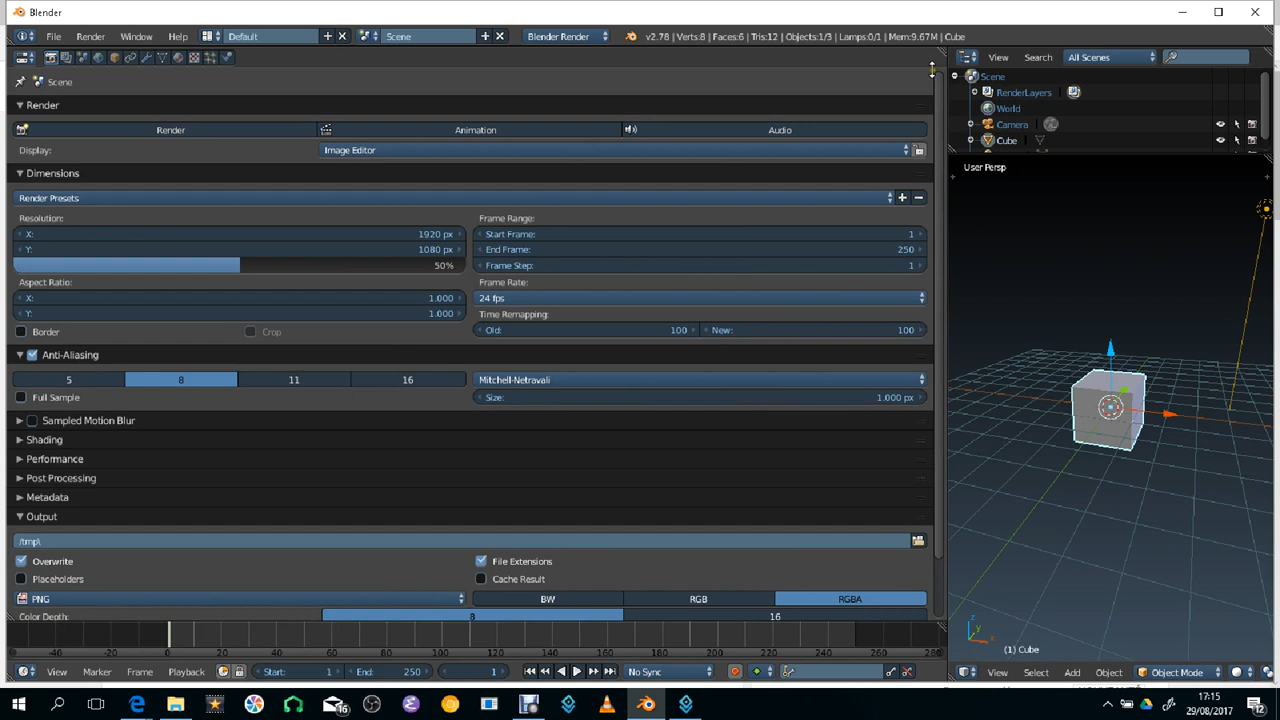 Blender
File Render Window Help Default Scene Blender Render v2.78 | Verts:8 | Faces:6 | Tris:12 | Objects:1/3 | Lamps:0/1 | Mem:9.67M | Cube
View Search All Scenes
Scene
Scene
RenderLayers
World
Camera
Cube
Render
Render Animation Audio
Display: Image Editor
Dimensions
Render Presets
Resolution: Frame Range:
X: 1920 px Start Frame: 1
Y: 1080 px End Frame: 250
50% Frame Step: 1
Aspect Ratio: Frame Rate:
X: 1.000 24 fps
Y: 1.000 Time Remapping:
Border Crop Old: 100 New: 100
Anti-Aliasing
5 8 11 16 Mitchell-Netravali
Full Sample Size: 1.000 px
Sampled Motion Blur
Shading
Performance
Post Processing
Metadata
Output
/tmp\
Overwrite File Extensions
Placeholders Cache Result
PNG BW RGB RGBA
Color Depth: 8 16
User Persp
z
y
x
(1) Cube
-40 -20 0 20 40 60 80 100 120 140 160 180 200 220 240 260 280
View Marker Frame Playback Start: 1 End: 250 1 No Sync
View Select Add Object Object Mode
16
17:15
29/08/2017
12